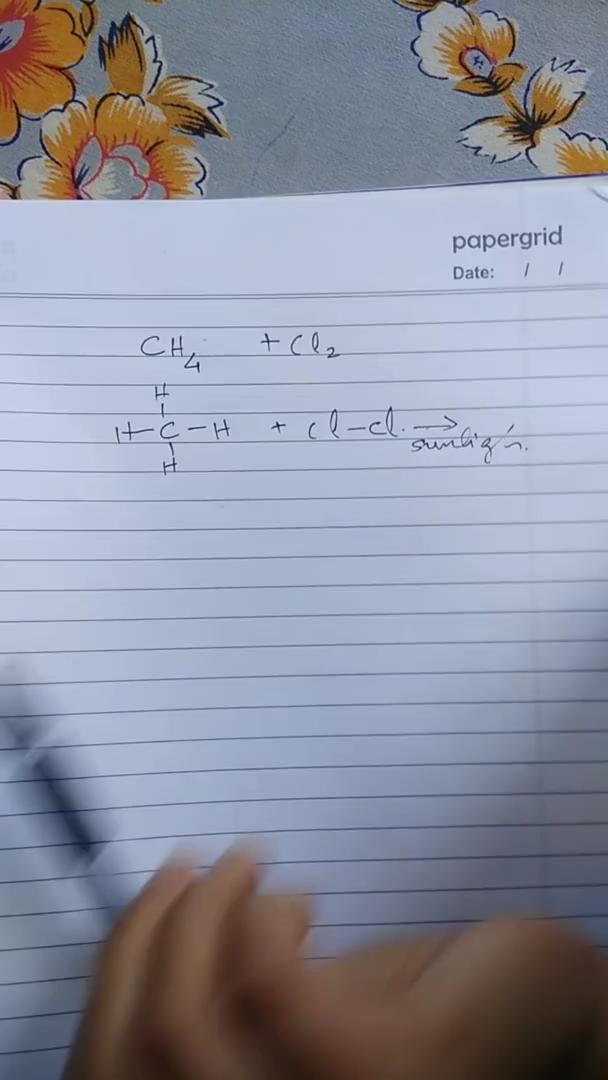 papergrid
Date: / /
CH₄ + Cl₂
H
H-C-H + Cl-Cl. →
H